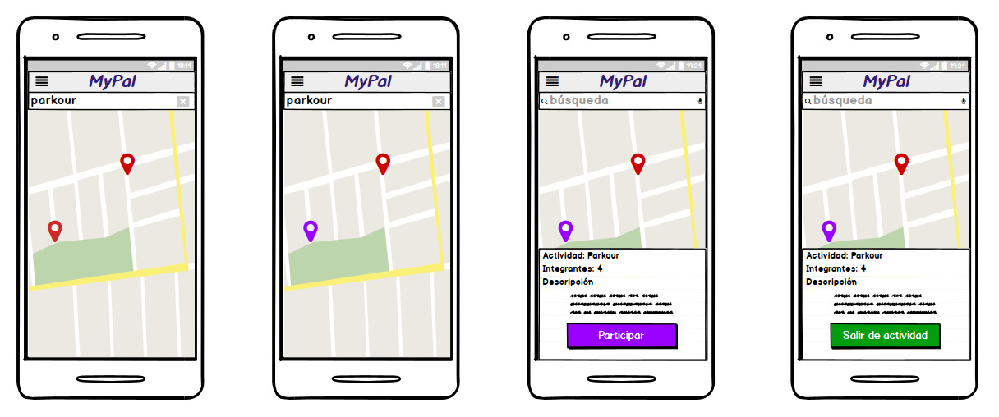 18:14
MyPal
parkour
18:14
MyPal
parkour
19:34
MyPal
búsqueda
Actividad: Parkour
Integrantes: 4
Descripción
Participar
19:34
MyPal
búsqueda
Actividad: Parkour
Integrantes: 4
Descripción
Salir de actividad